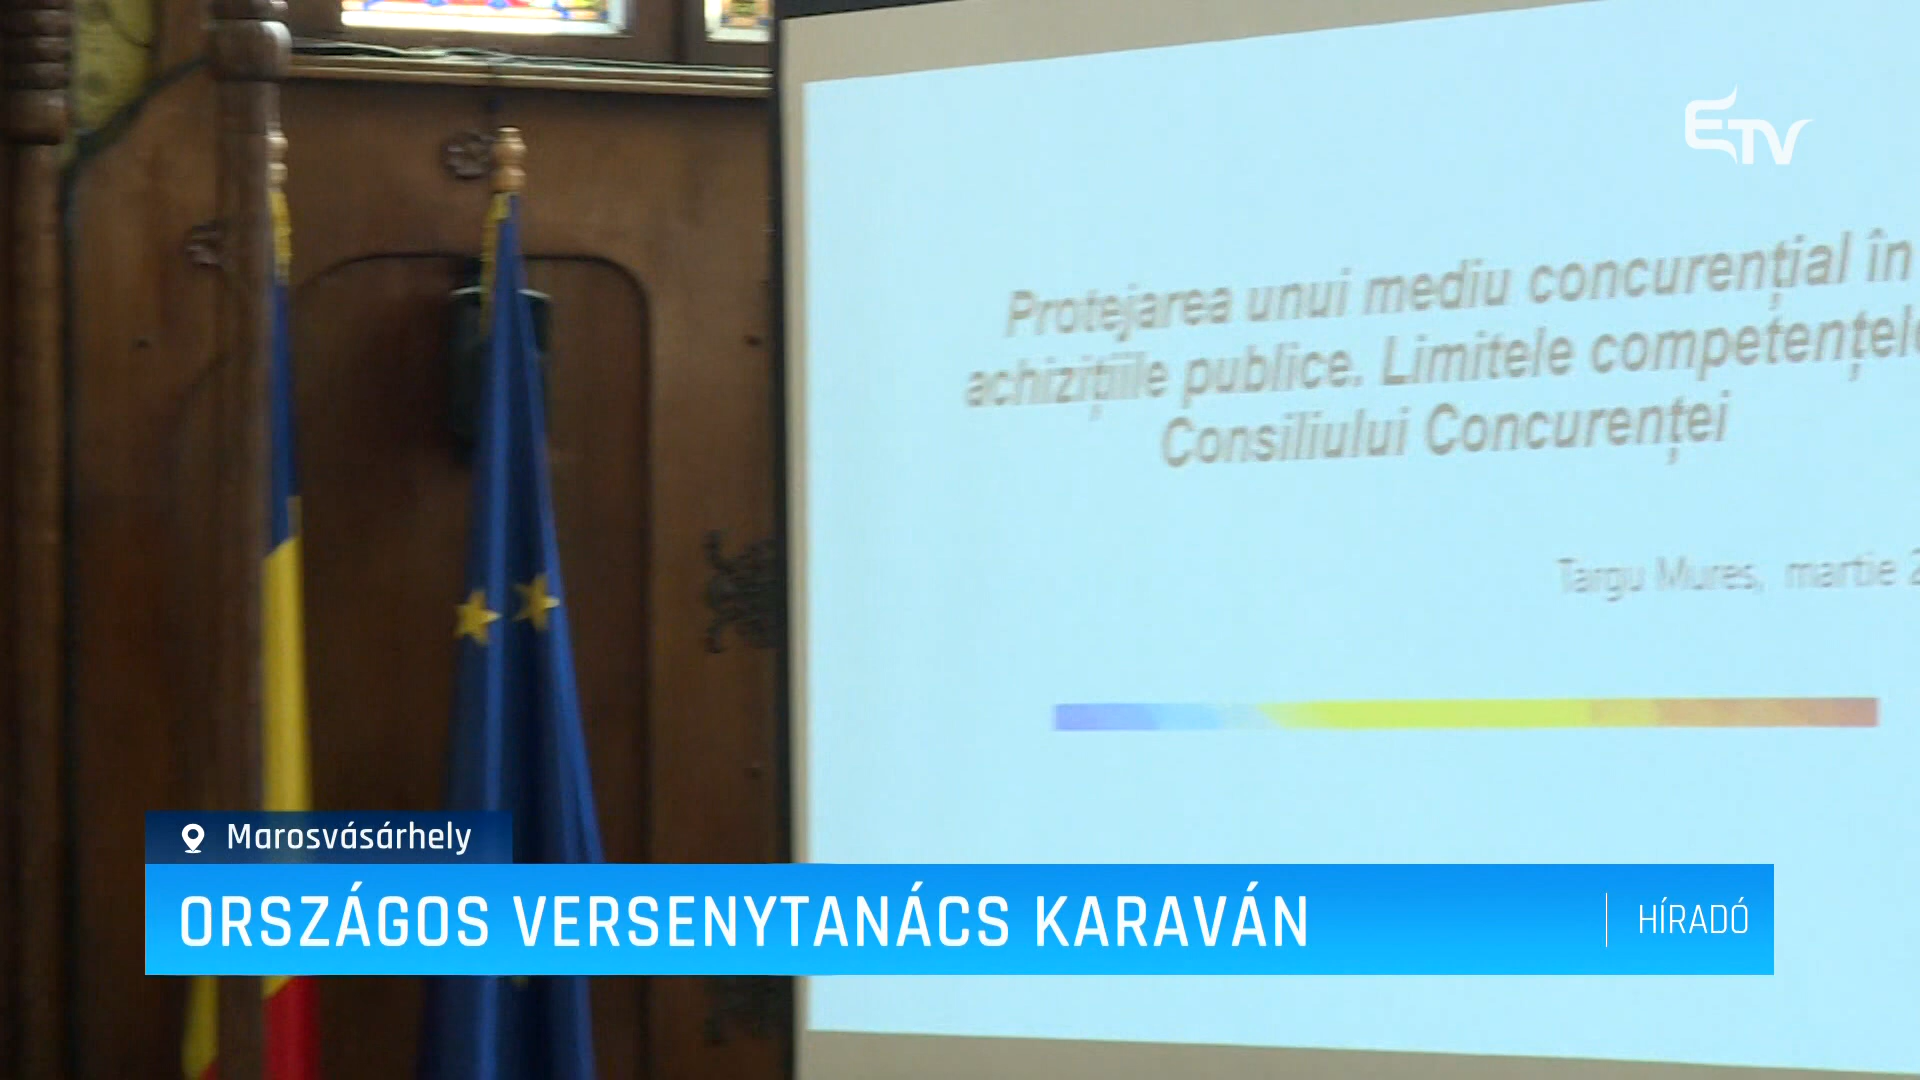 ETV
Protejarea unui mediu concurențial în
achizițiile publice. Limitele competențele
Consiliului Concurenței
Targu Mures, martie
Marosvásárhely
ORSZÁGOS VERSENYTANÁCS KARAVÁN
HÍRADÓ